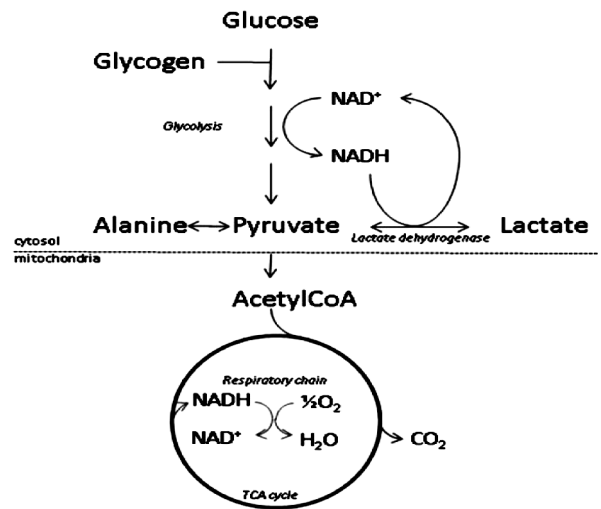 Glucose
Glycogen
NAD⁺
Glycolysis
NADH
Alanine Pyruvate Lactate
Lactate dehydrogenase
cytosol
mitochondria
AcetylCoA
Respiratory chain
NADH ½O₂
NAD⁺ H₂O CO₂
TCA cycle